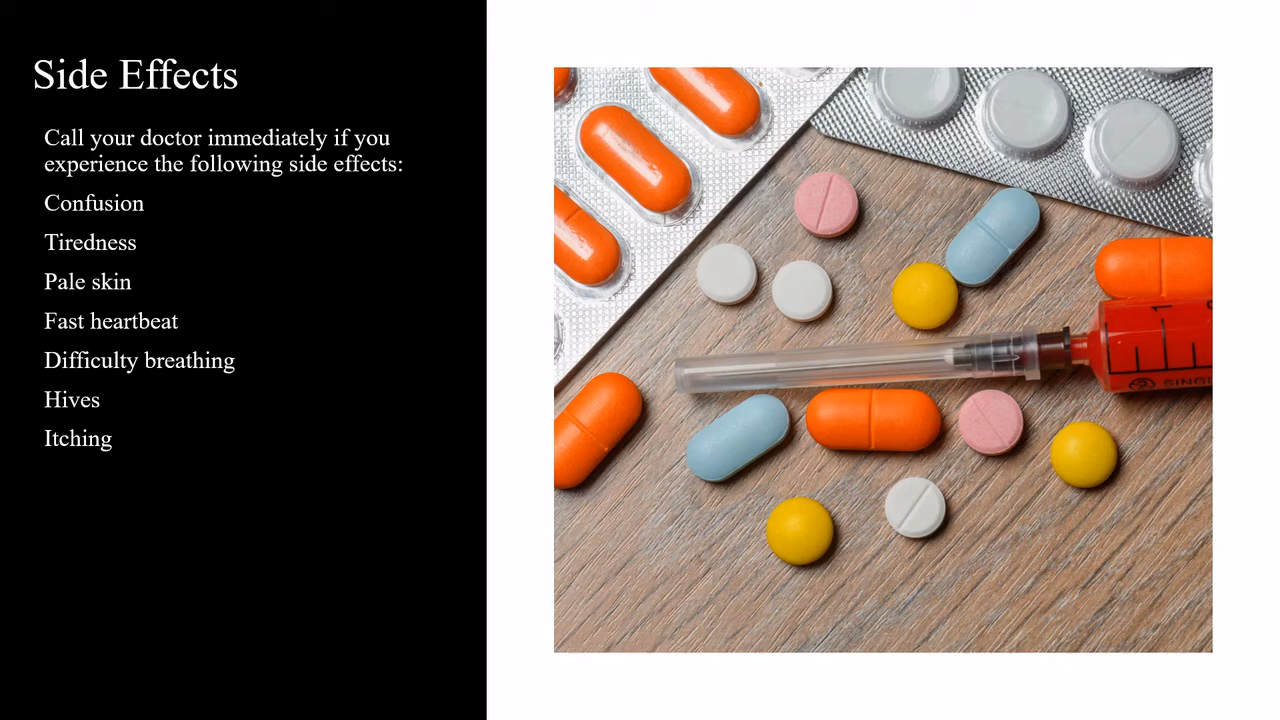 Side Effects
Call your doctor immediately if you
experience the following side effects:
Confusion
Tiredness
Pale skin
Fast heartbeat
Difficulty breathing
Hives
Itching
1